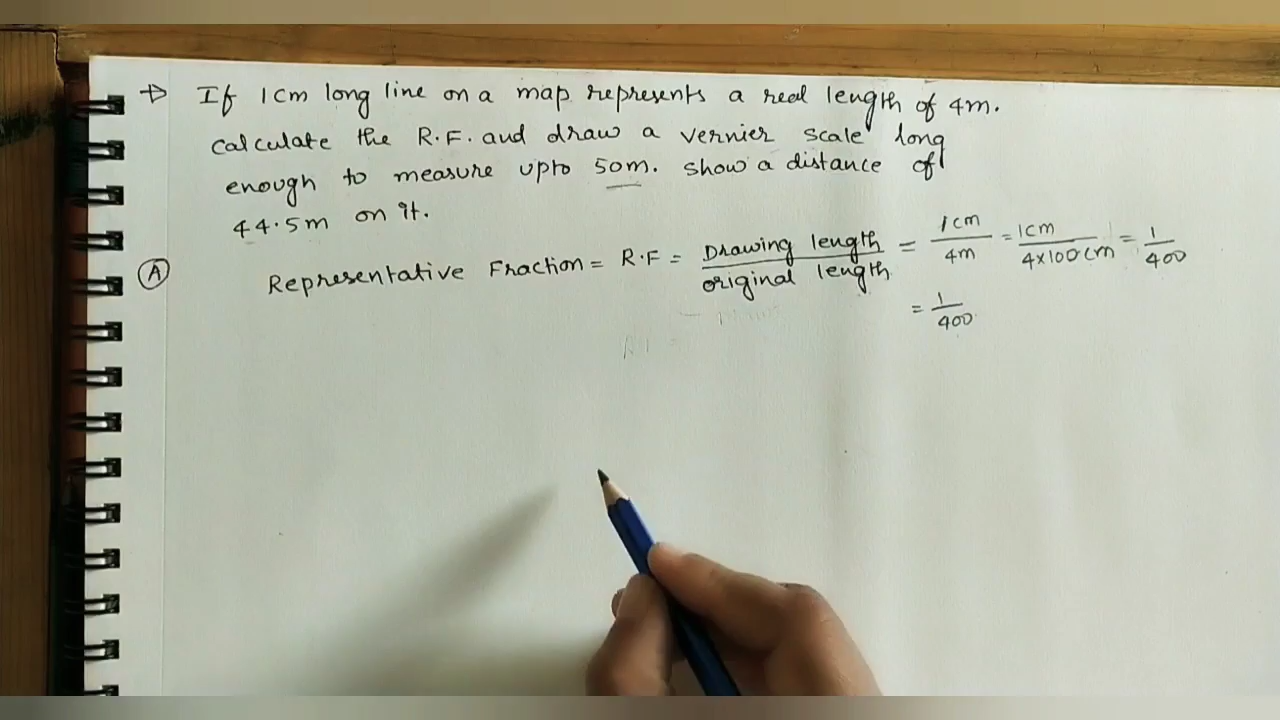 → If 1cm long line on a map represents a real length of 4m.
calculate the R.F. and draw a vernier scale long
enough to measure upto 50m. show a distance of
44.5m on it.
A Representative Fraction = R.F = Drawing length / original length = 1cm / 4m = 1cm / 4x100cm = 1 / 400
= 1 / 400